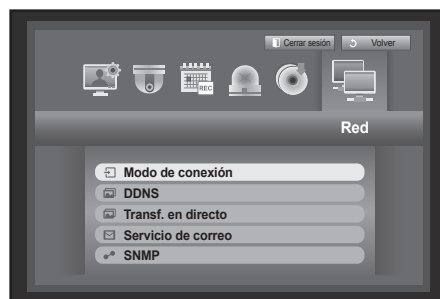 Cerrar sesión
Volver
REC
Red
Modo de conexión
DDNS
Transf. en directo
Servicio de correo
SNMP